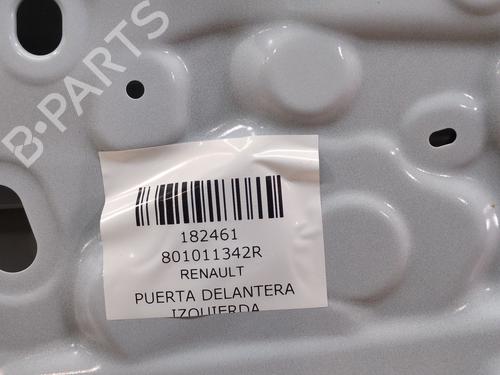 B-PARTS
182461
801011342R
RENAULT
PUERTA DELANTERA
IZQUIERDA